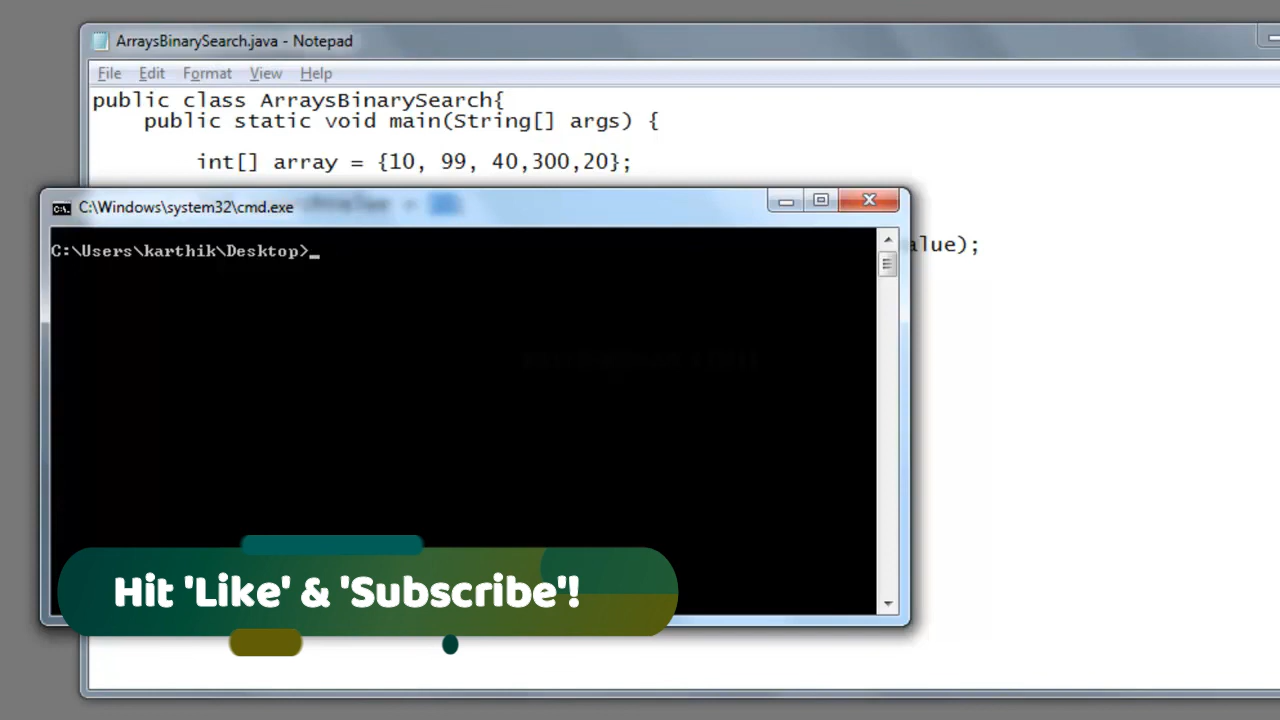 ArraysBinarySearch.java - Notepad
File Edit Format View Help
public class ArraysBinarySearch{
public static void main(String[] args) {
int[] array = {10, 99, 40,300,20};
C:\Windows\system32\cmd.exe
alue);
C:\Users\karthik\Desktop>_
Hit 'Like' & 'Subscribe'!